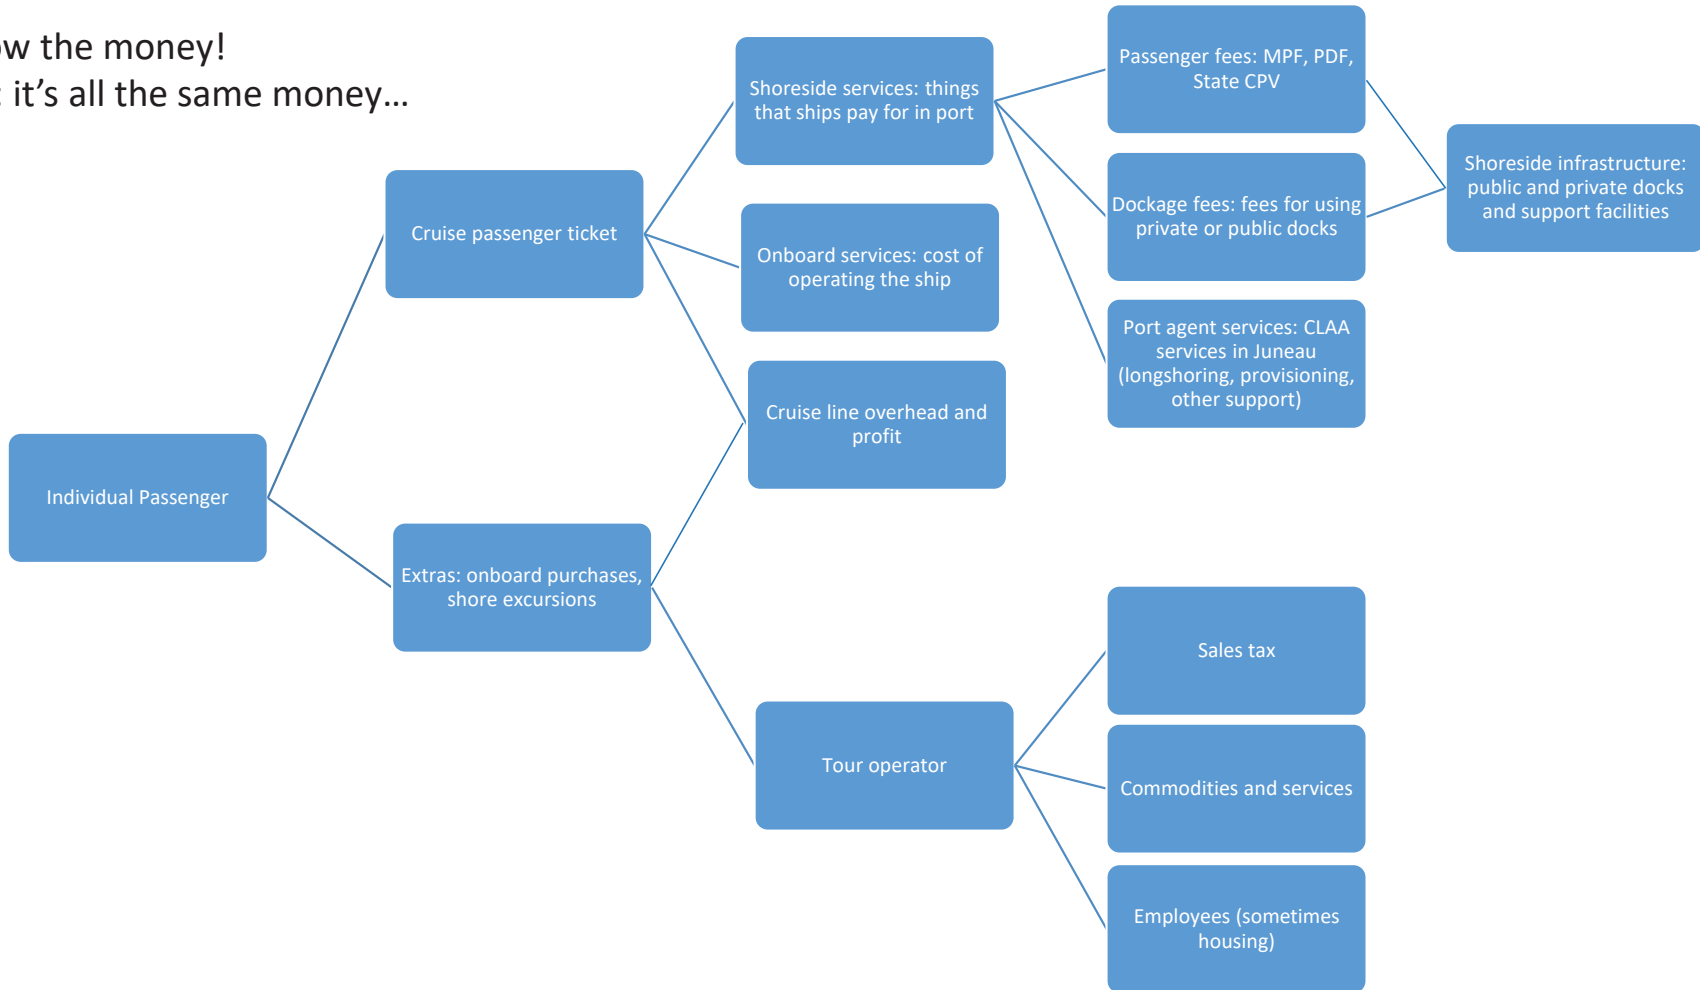 ow the money!
: it's all the same money…
Shoreside services: things
that ships pay for in port
Passenger fees: MPF, PDF,
State CPV
Shoreside infrastructure:
public and private docks
and support facilities
Cruise passenger ticket
Dockage fees: fees for using
private or public docks
Onboard services: cost of
operating the ship
Port agent services: CLAA
services in Juneau
(longshoring, provisioning,
other support)
Cruise line overhead and
profit
Individual Passenger
Extras: onboard purchases,
shore excursions
Sales tax
Tour operator
Commodities and services
Employees (sometimes
housing)